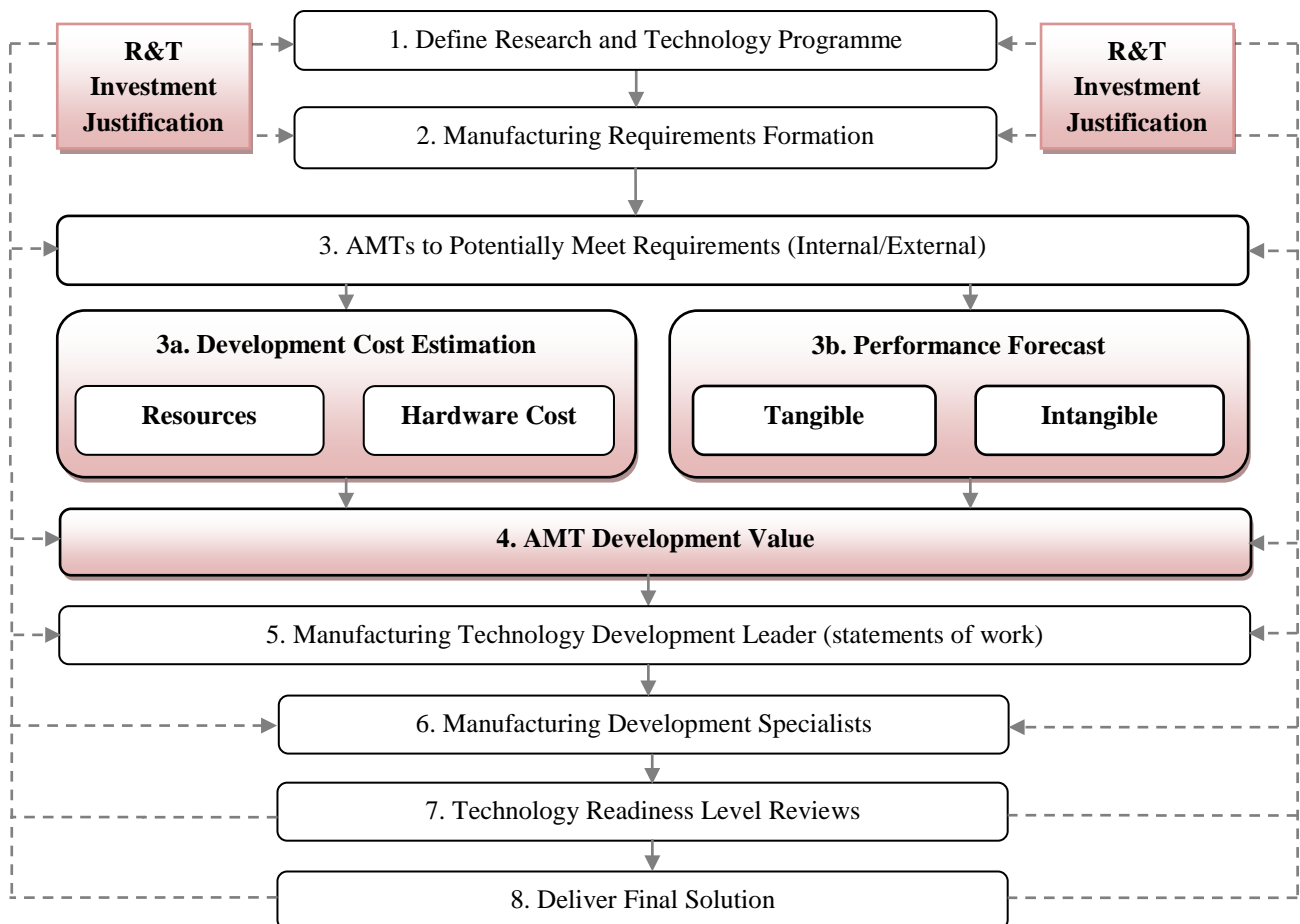 R&T
Investment
Justification
1. Define Research and Technology Programme
R&T
Investment
Justification
2. Manufacturing Requirements Formation
3. AMTs to Potentially Meet Requirements (Internal/External)
3a. Development Cost Estimation
Resources
Hardware Cost
3b. Performance Forecast
Tangible
Intangible
4. AMT Development Value
5. Manufacturing Technology Development Leader (statements of work)
6. Manufacturing Development Specialists
7. Technology Readiness Level Reviews
8. Deliver Final Solution